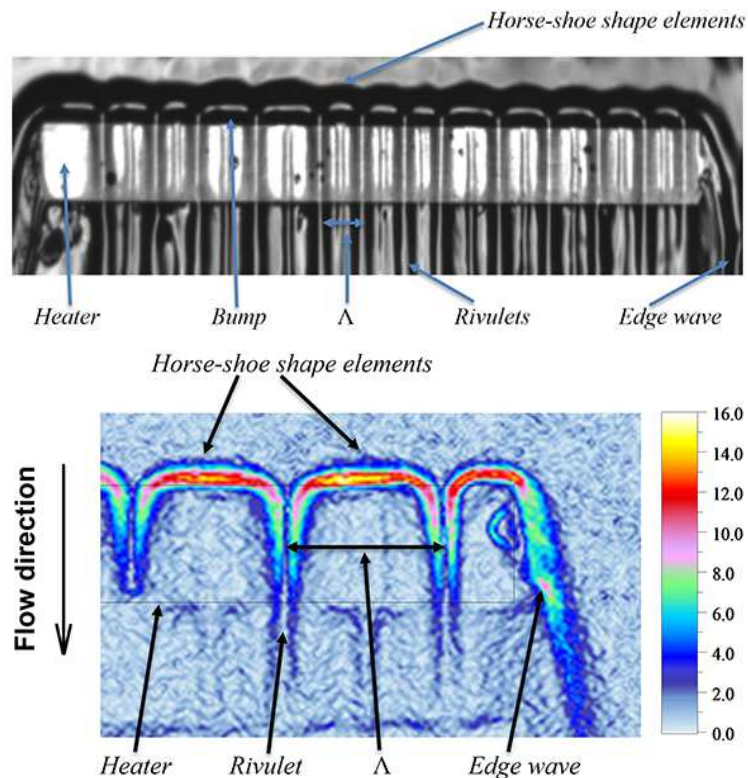 Horse-shoe shape elements
Heater Bump Λ Rivulets Edge wave
Horse-shoe shape elements
Flow direction
16.0
14.0
12.0
10.0
8.0
6.0
4.0
2.0
0.0
Heater Rivulet Λ Edge wave